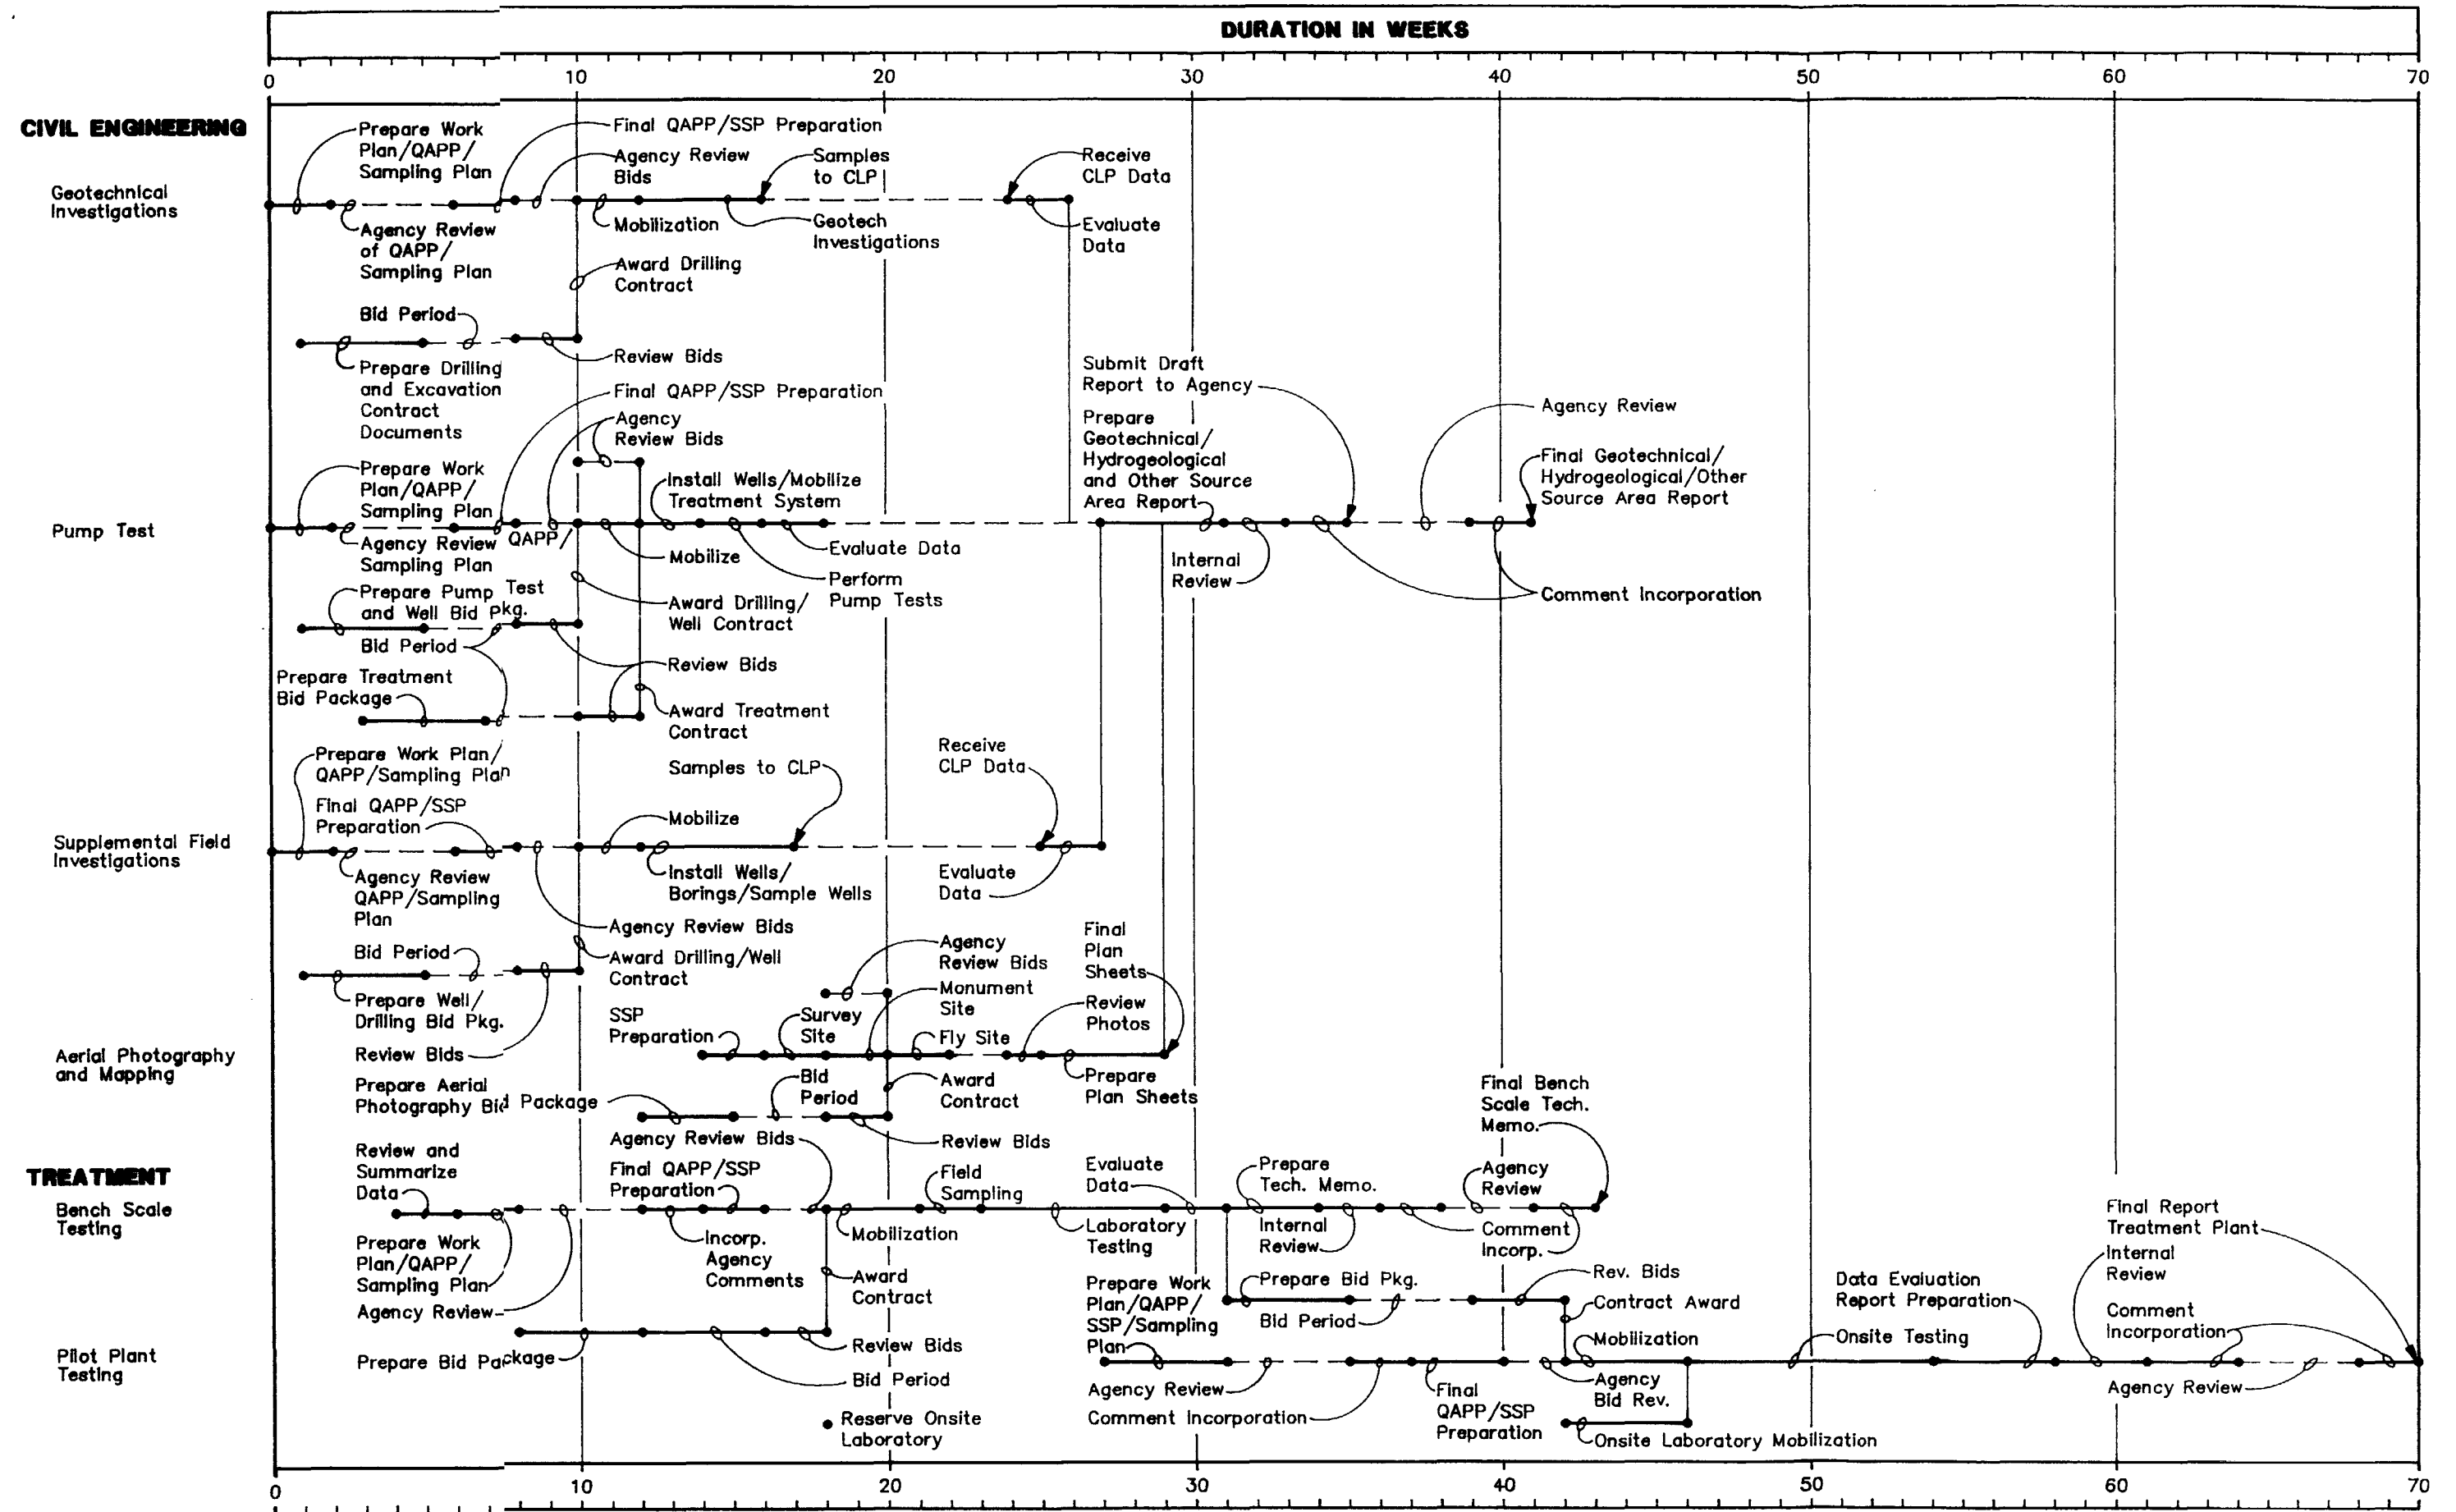 DURATION IN WEEKS
0 10 20 30 40 50 60 70
CIVIL ENGINEERING
Geotechnical
Investigations
Prepare Work
Plan/QAPP/
Sampling Plan
Final QAPP/SSP Preparation
Agency Review
Bids
Samples
to CLP
Receive
CLP Data
Agency Review
of QAPP/
Sampling Plan
Mobilization
Geotech
Investigations
Evaluate
Data
Award Drilling
Contract
Bid Period
Review Bids
Prepare Drilling
and Excavation
Contract
Documents
Pump Test
Final QAPP/SSP Preparation
Agency
Review Bids
Prepare Work
Plan/QAPP/
Sampling Plan
Install Wells/Mobilize
Treatment System
Submit Draft
Report to Agency
Prepare
Geotechnical/
Hydrogeological
and Other Source
Area Report
Agency Review
Final Geotechnical/
Hydrogeological/Other
Source Area Report
Agency Review QAPP/
Sampling Plan
Mobilize
Evaluate Data
Perform
Pump Tests
Internal
Review
Comment Incorporation
Prepare Pump Test
and Well Bid Pkg.
Award Drilling/
Well Contract
Bid Period
Review Bids
Prepare Treatment
Bid Package
Award Treatment
Contract
Supplemental Field
Investigations
Prepare Work Plan/
QAPP/Sampling Plan
Samples to CLP
Receive
CLP Data
Final QAPP/SSP
Preparation
Mobilize
Agency Review
QAPP/Sampling
Plan
Install Wells/
Borings/Sample Wells
Evaluate
Data
Agency Review Bids
Bid Period
Award Drilling/Well
Contract
Prepare Well/
Drilling Bid Pkg.
Review Bids
Aerial Photography
and Mapping
Agency
Review Bids
Final
Plan
Sheets
SSP
Preparation
Survey
Site
Monument
Site
Fly Site
Review
Photos
Prepare Aerial
Photography Bid Package
Bid
Period
Award
Contract
Prepare
Plan Sheets
Review Bids
TREATMENT
Bench Scale
Testing
Review and
Summarize
Data
Agency Review Bids
Final QAPP/SSP
Preparation
Field
Sampling
Evaluate
Data
Prepare
Tech. Memo.
Agency
Review
Final Bench
Scale Tech.
Memo.
Prepare Work
Plan/QAPP/
Sampling Plan
Agency Review
Incorp.
Agency
Comments
Mobilization
Laboratory
Testing
Internal
Review
Comment
Incorp.
Award
Contract
Pilot Plant
Testing
Prepare Bid Package
Review Bids
Bid Period
Reserve Onsite
Laboratory
Prepare Work
Plan/QAPP/
SSP/Sampling
Plan
Prepare Bid Pkg.
Bid Period
Rev. Bids
Contract Award
Mobilization
Onsite Testing
Data Evaluation
Report Preparation
Final Report
Treatment Plant
Internal
Review
Comment
Incorporation
Agency Review
Comment Incorporation
Final
QAPP/SSP
Preparation
Agency
Bid Rev.
Onsite Laboratory Mobilization
Agency Review
0 10 20 30 40 50 60 70